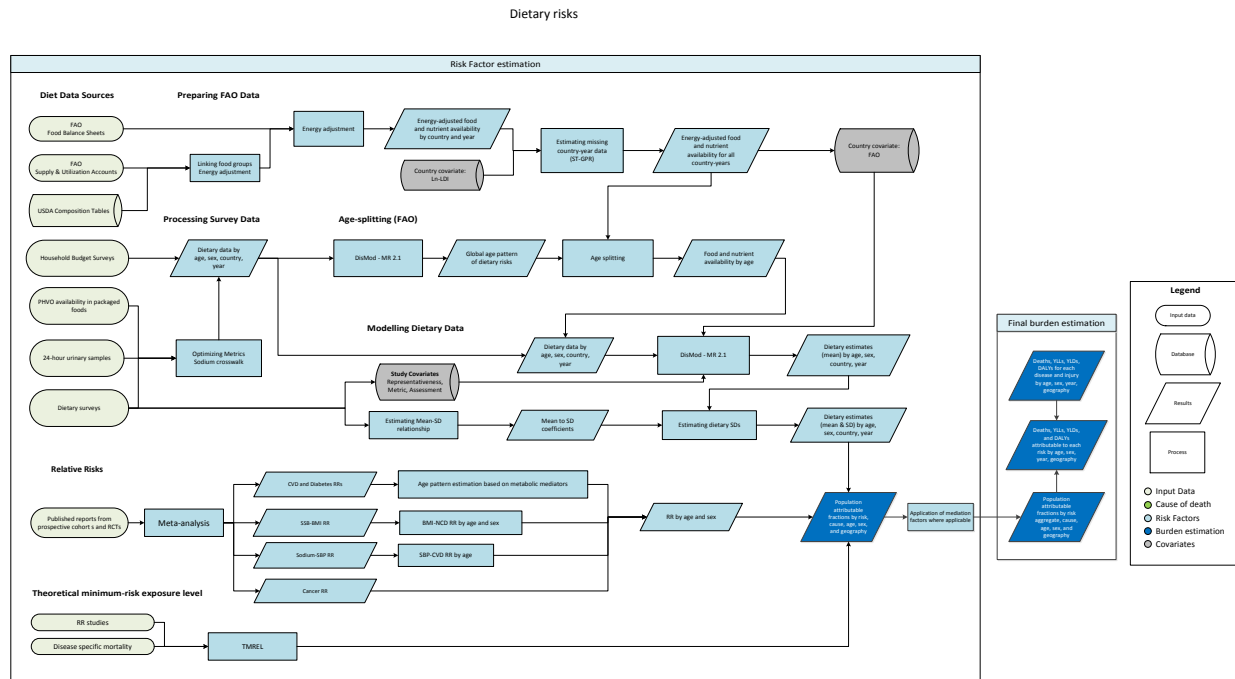 Dietary risks
Risk Factor estimation
Diet Data Sources
Preparing FAO Data
FAO
Food Balance Sheets
Energy adjustment
Energy-adjusted food
and nutrient availability
by country and year
Estimating missing
country-year data
(ST-GPR)
Energy-adjusted food
and nutrient
availability for all
country-years
Country covariate:
FAO
FAO
Supply & Utilization Accounts
Linking food groups
Energy adjustment
Country covariate:
Ln-LDI
USDA Composition Tables
Processing Survey Data
Age-splitting (FAO)
Household Budget Surveys
Dietary data by
age, sex, country,
year
DisMod - MR 2.1
Global age pattern
of dietary risks
Age splitting
Food and nutrient
availability by age
PHVO availability in packaged
foods
Modelling Dietary Data
24-hour urinary samples
Optimizing Metrics
Sodium crosswalk
Dietary data by
age, sex, country,
year
DisMod - MR 2.1
Dietary estimates
(mean) by age, sex,
country, year
Study Covariates
Representativeness,
Metric, Assessment
Dietary surveys
Estimating Mean-SD
relationship
Mean to SD
coefficients
Estimating dietary SDs
Dietary estimates
(mean & SD) by age,
sex, country, year
Relative Risks
CVD and Diabetes RRs
Age pattern estimation based on metabolic mediators
Published reports from
prospective cohort s and RCTs
Meta-analysis
SSB-BMI RR
BMI-NCD RR by age and sex
RR by age and sex
Population
attributable
fractions by risk,
cause, age, sex,
and geography
Application of mediation
factors where applicable
Sodium-SBP RR
SBP-CVD RR by age
Cancer RR
Theoretical minimum-risk exposure level
RR studies
Disease specific mortality
TMREL
Final burden estimation
Deaths, YLLs, YLDs,
DALYs for each
disease and injury
by age, sex, year,
geography
Deaths, YLLs, YLDs,
and DALYs
attributable to each
risk by age, sex,
year, geography
Population
attributable
fractions by risk
aggregate, cause,
age, sex, and
geography
Legend
Input data
Database
Results
Process
Input Data
Cause of death
Risk Factors
Burden estimation
Covariates